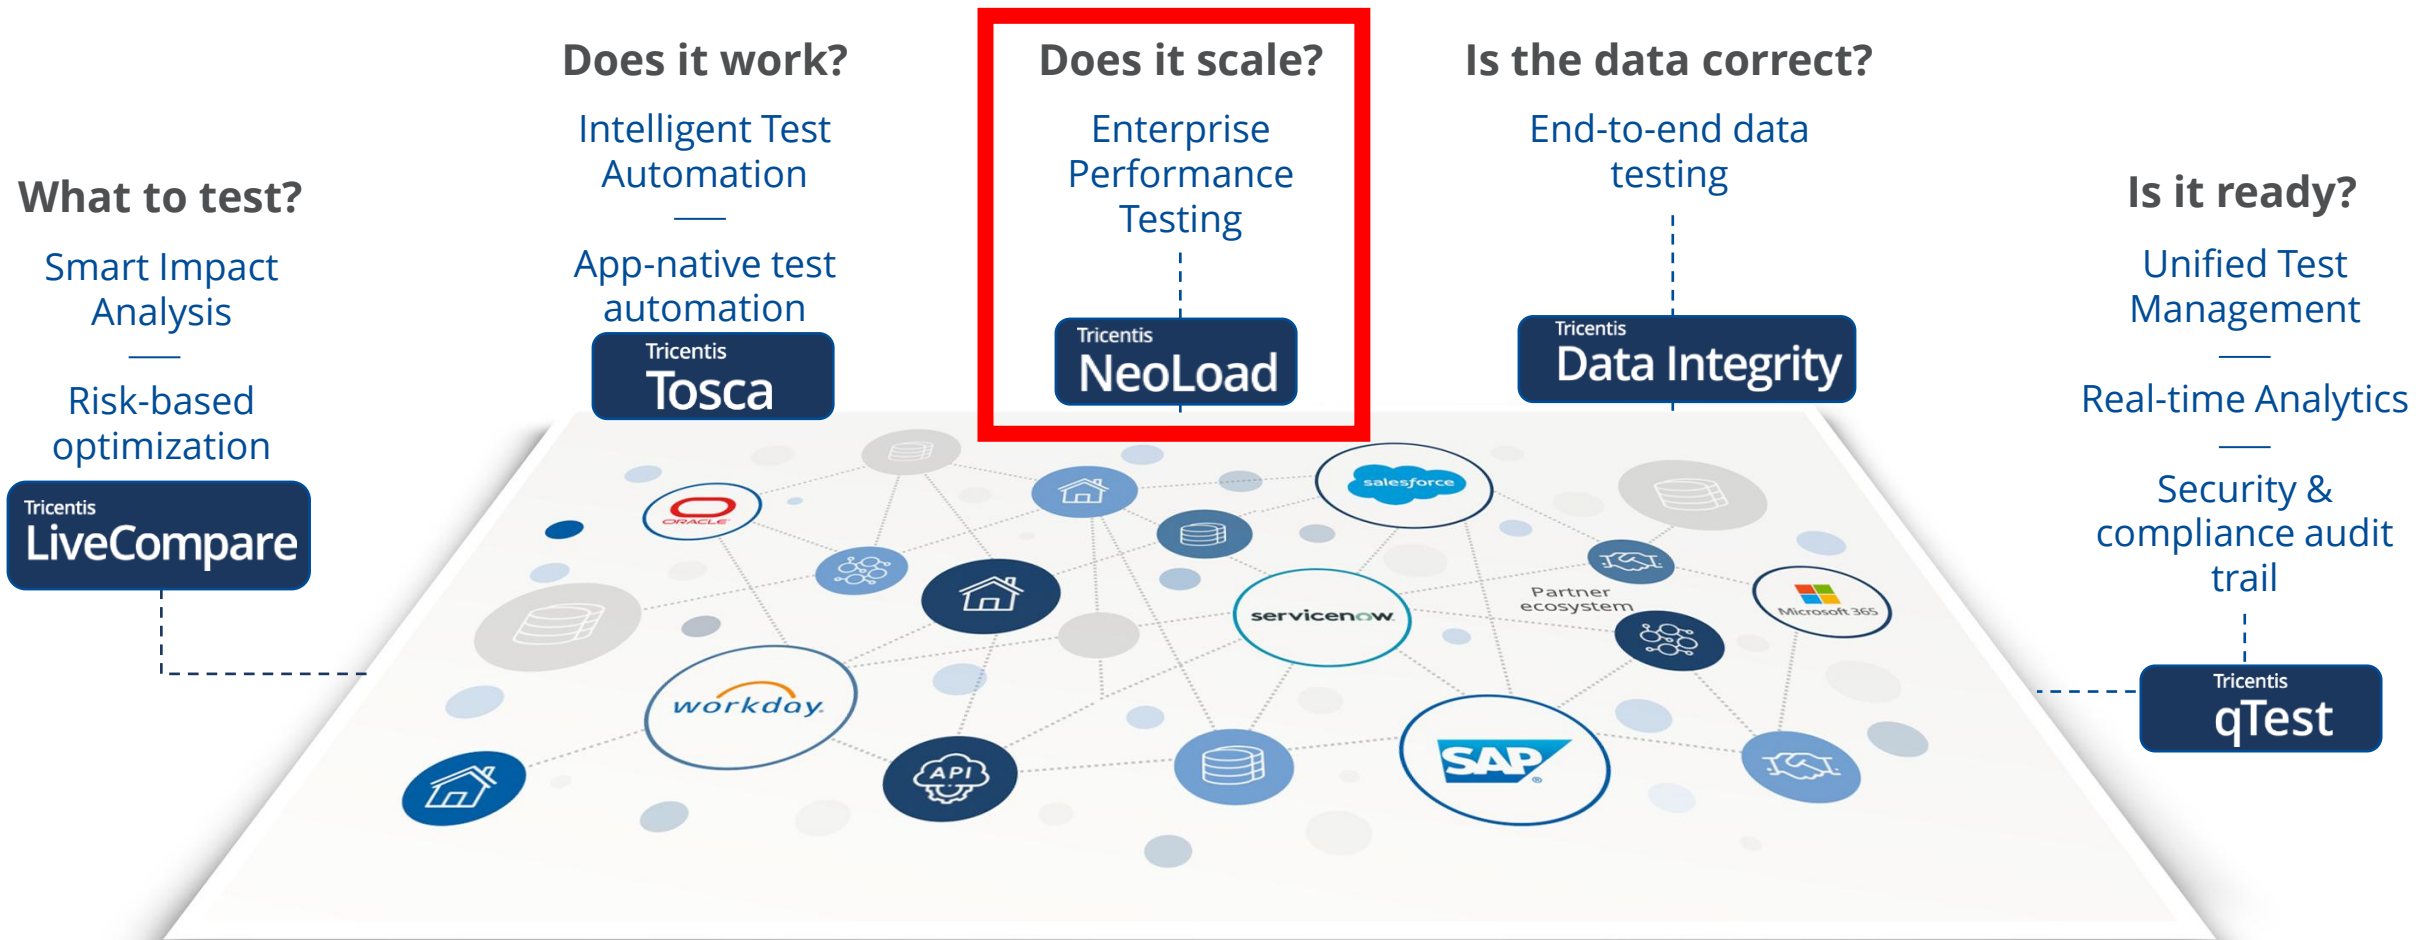 What to test?
Smart Impact
Analysis
Risk-based
optimization
Tricentis
LiveCompare
Does it work?
Intelligent Test
Automation
App-native test
automation
Tricentis
Tosca
Does it scale?
Enterprise
Performance
Testing
Tricentis
NeoLoad
Is the data correct?
End-to-end data
testing
Tricentis
Data Integrity
Is it ready?
Unified Test
Management
Real-time Analytics
Security &
compliance audit
trail
Tricentis
qTest
ORACLE
salesforce
Partner
ecosystem
Microsoft 365
servicenow
workday.
API
SAP
®